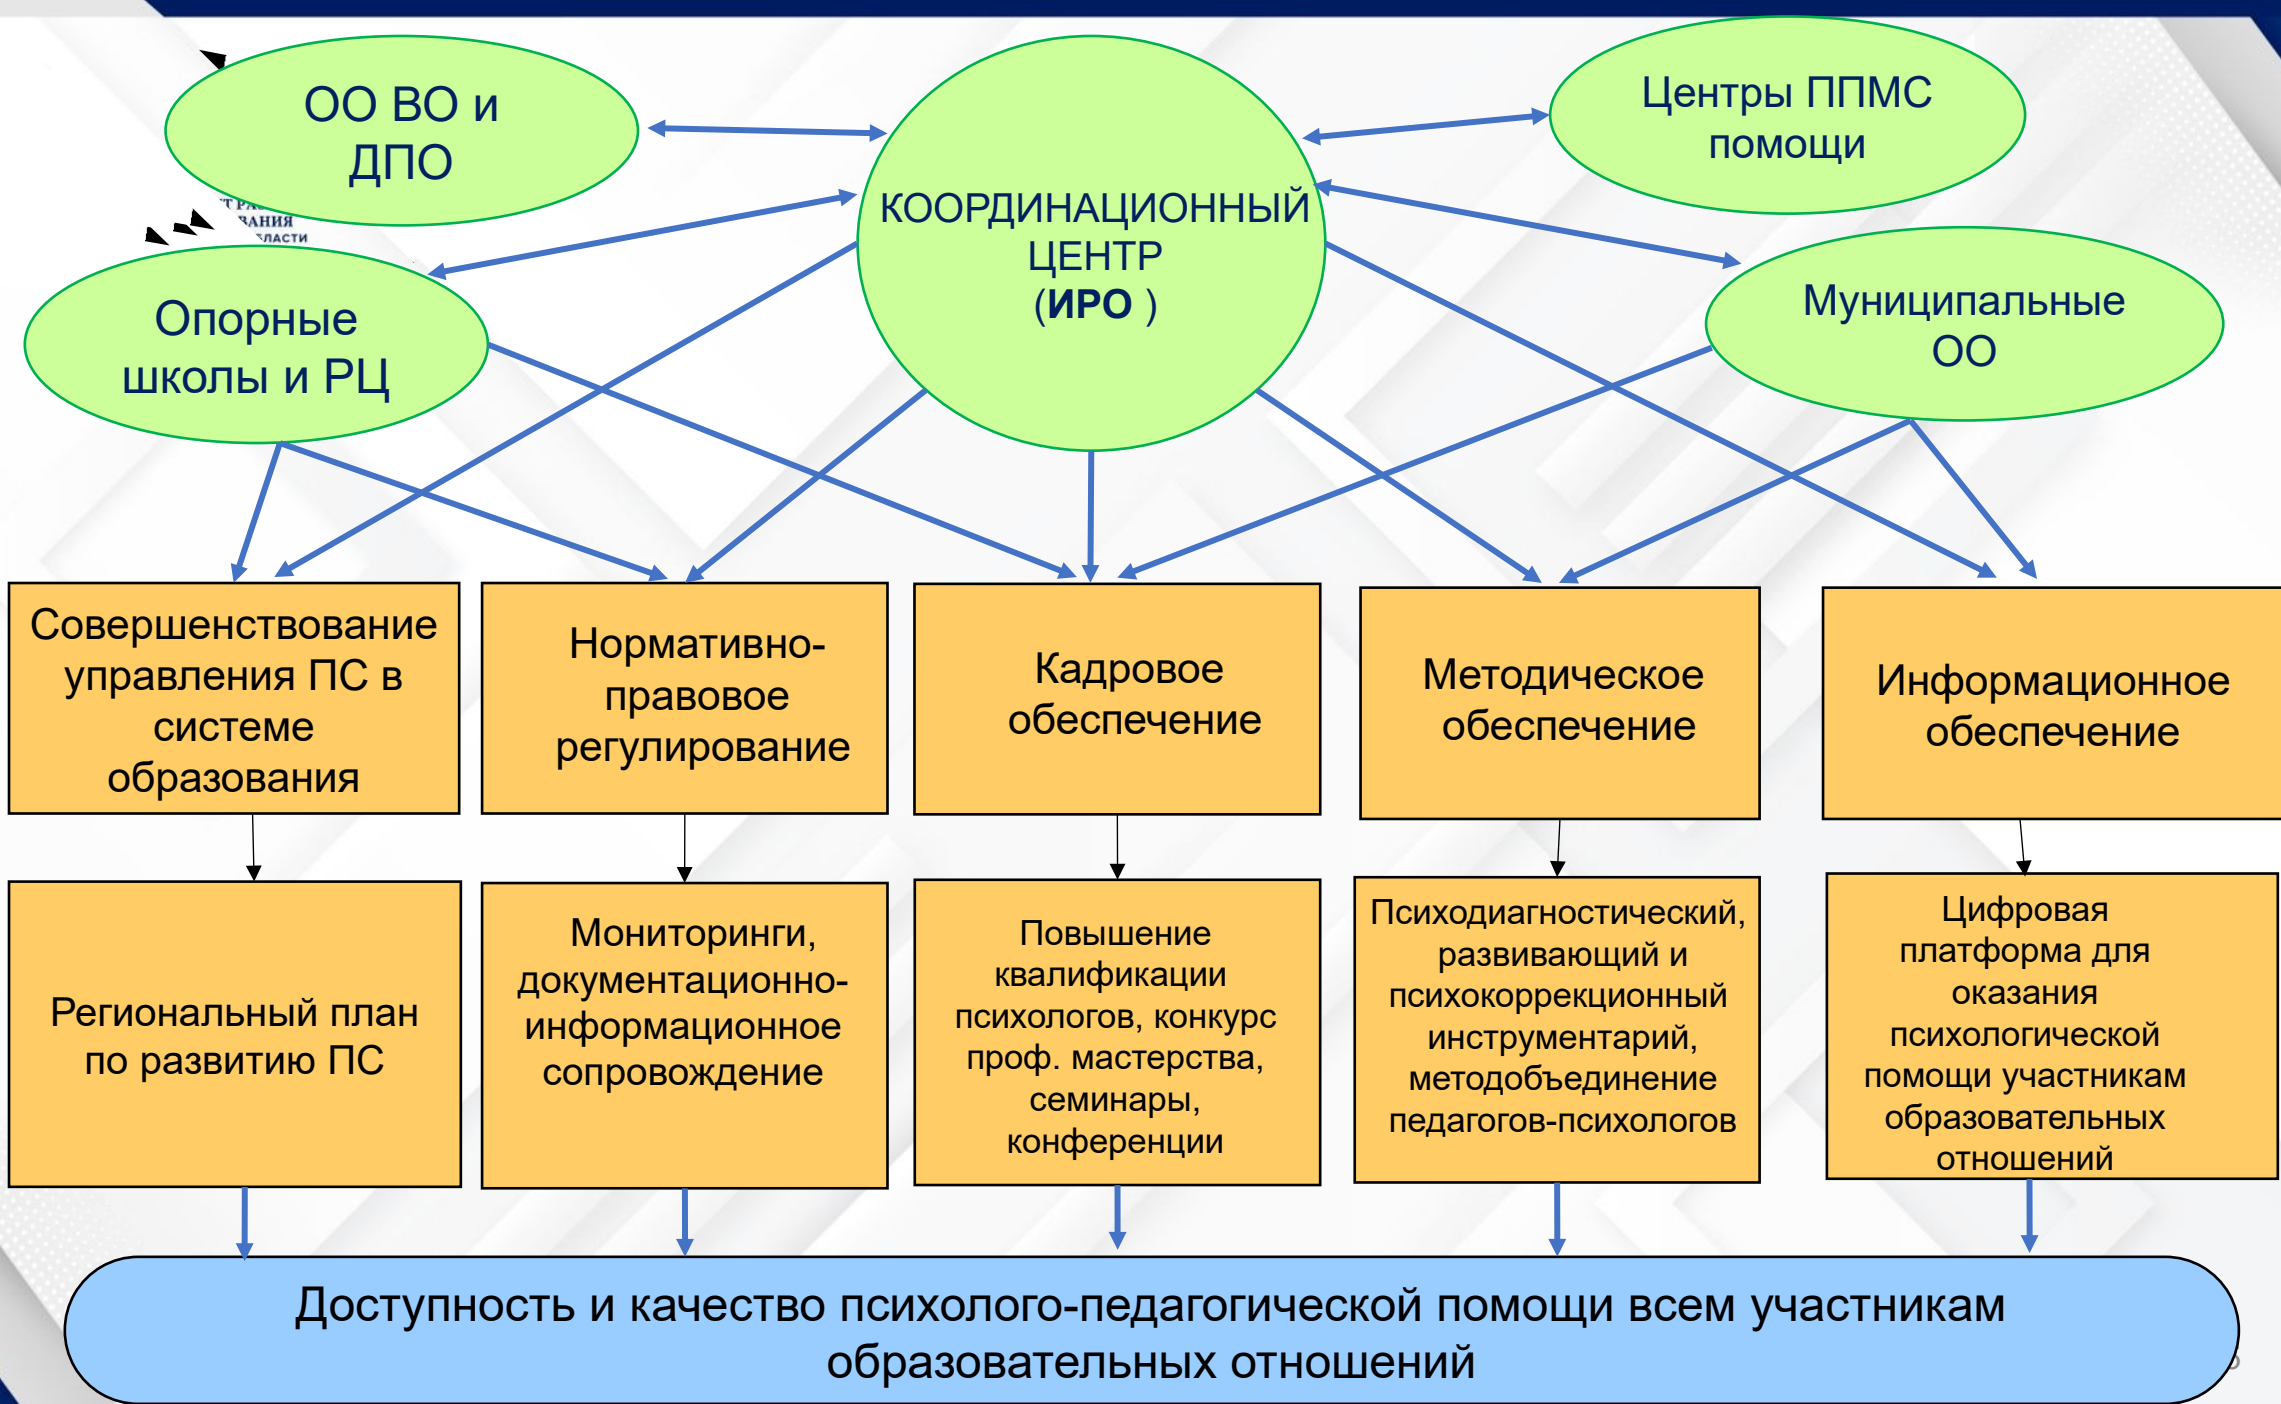 ОО ВО и
ДПО
КООРДИНАЦИОННЫЙ
ЦЕНТР
(ИРО )
Центры ППМС
помощи
ВАНИЯ
Опорные
школы и РЦ
Муниципальные
ОО
Совершенствование
управления ПС в
системе
образования
Нормативно-
правовое
регулирование
Кадровое
обеспечение
Методическое
обеспечение
Информационное
обеспечение
Региональный план
по развитию ПС
Мониторинги,
документационно-
информационное
сопровождение
Повышение
квалификации
психологов, конкурс
проф. мастерства,
семинары,
конференции
Психодиагностический,
развивающий и
психокоррекционный
инструментарий,
методобъединение
педагогов-психологов
Цифровая
платформа для
оказания
психологической
помощи участникам
образовательных
отношений
Доступность и качество психолого-педагогической помощи всем участникам
образовательных отношений